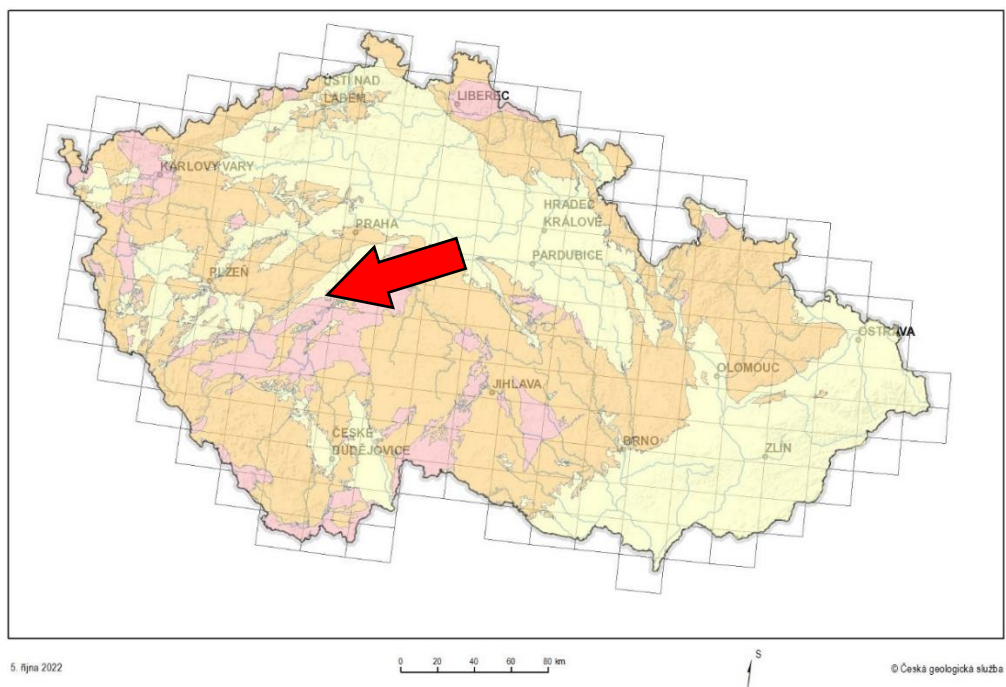 ÚSTÍ NAD
LABEM
LIBEREC
KARLOVY VARY
HRADEC
KRÁLOVÉ
PRAHA
PARDUBICE
PLZEŇ
OSTRAVA
OLOMOUC
JIHLAVA
ČESKÉ
BUDĚJOVICE
BRNO
ZLÍN
5. října 2022
0 20 40 60 80 km
S
© Česká geologická služba